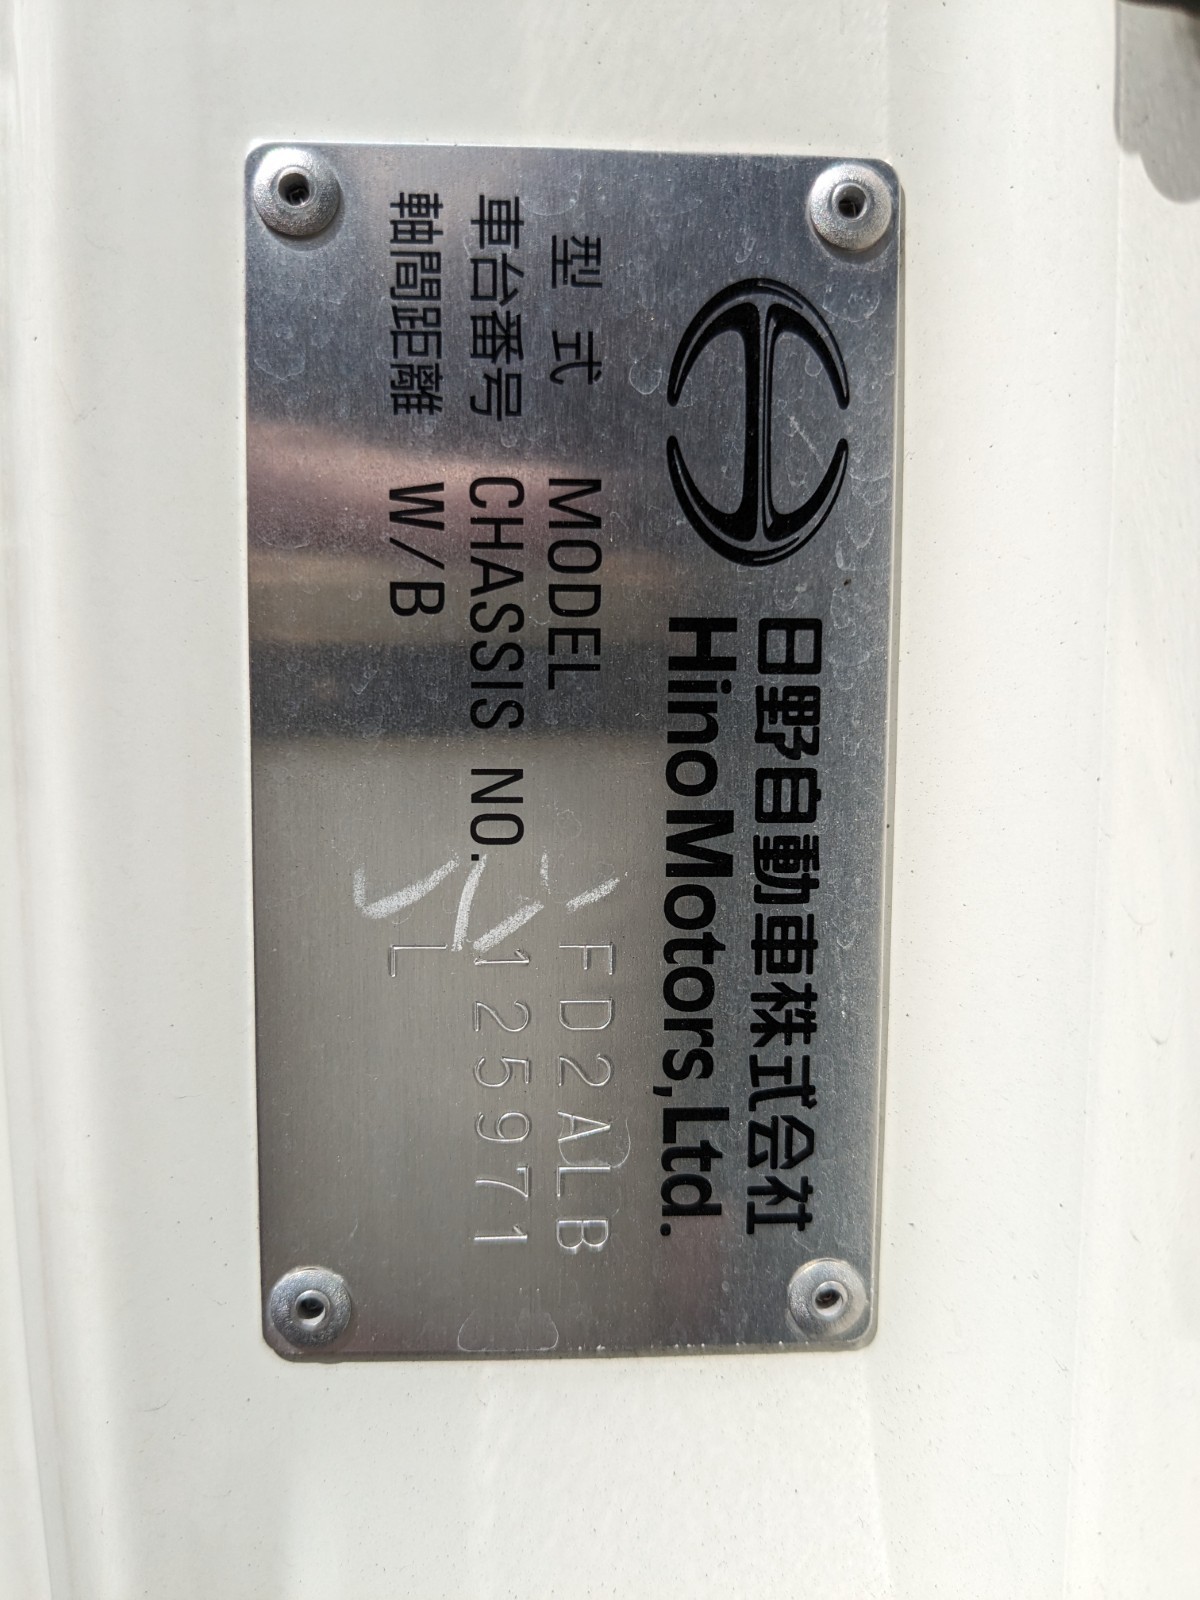 日野自動車株式会社
Hino Motors, Ltd.
型式 MODEL FD2ALB
車台番号 CHASSIS NO. 125971
軸間距離 W/B L